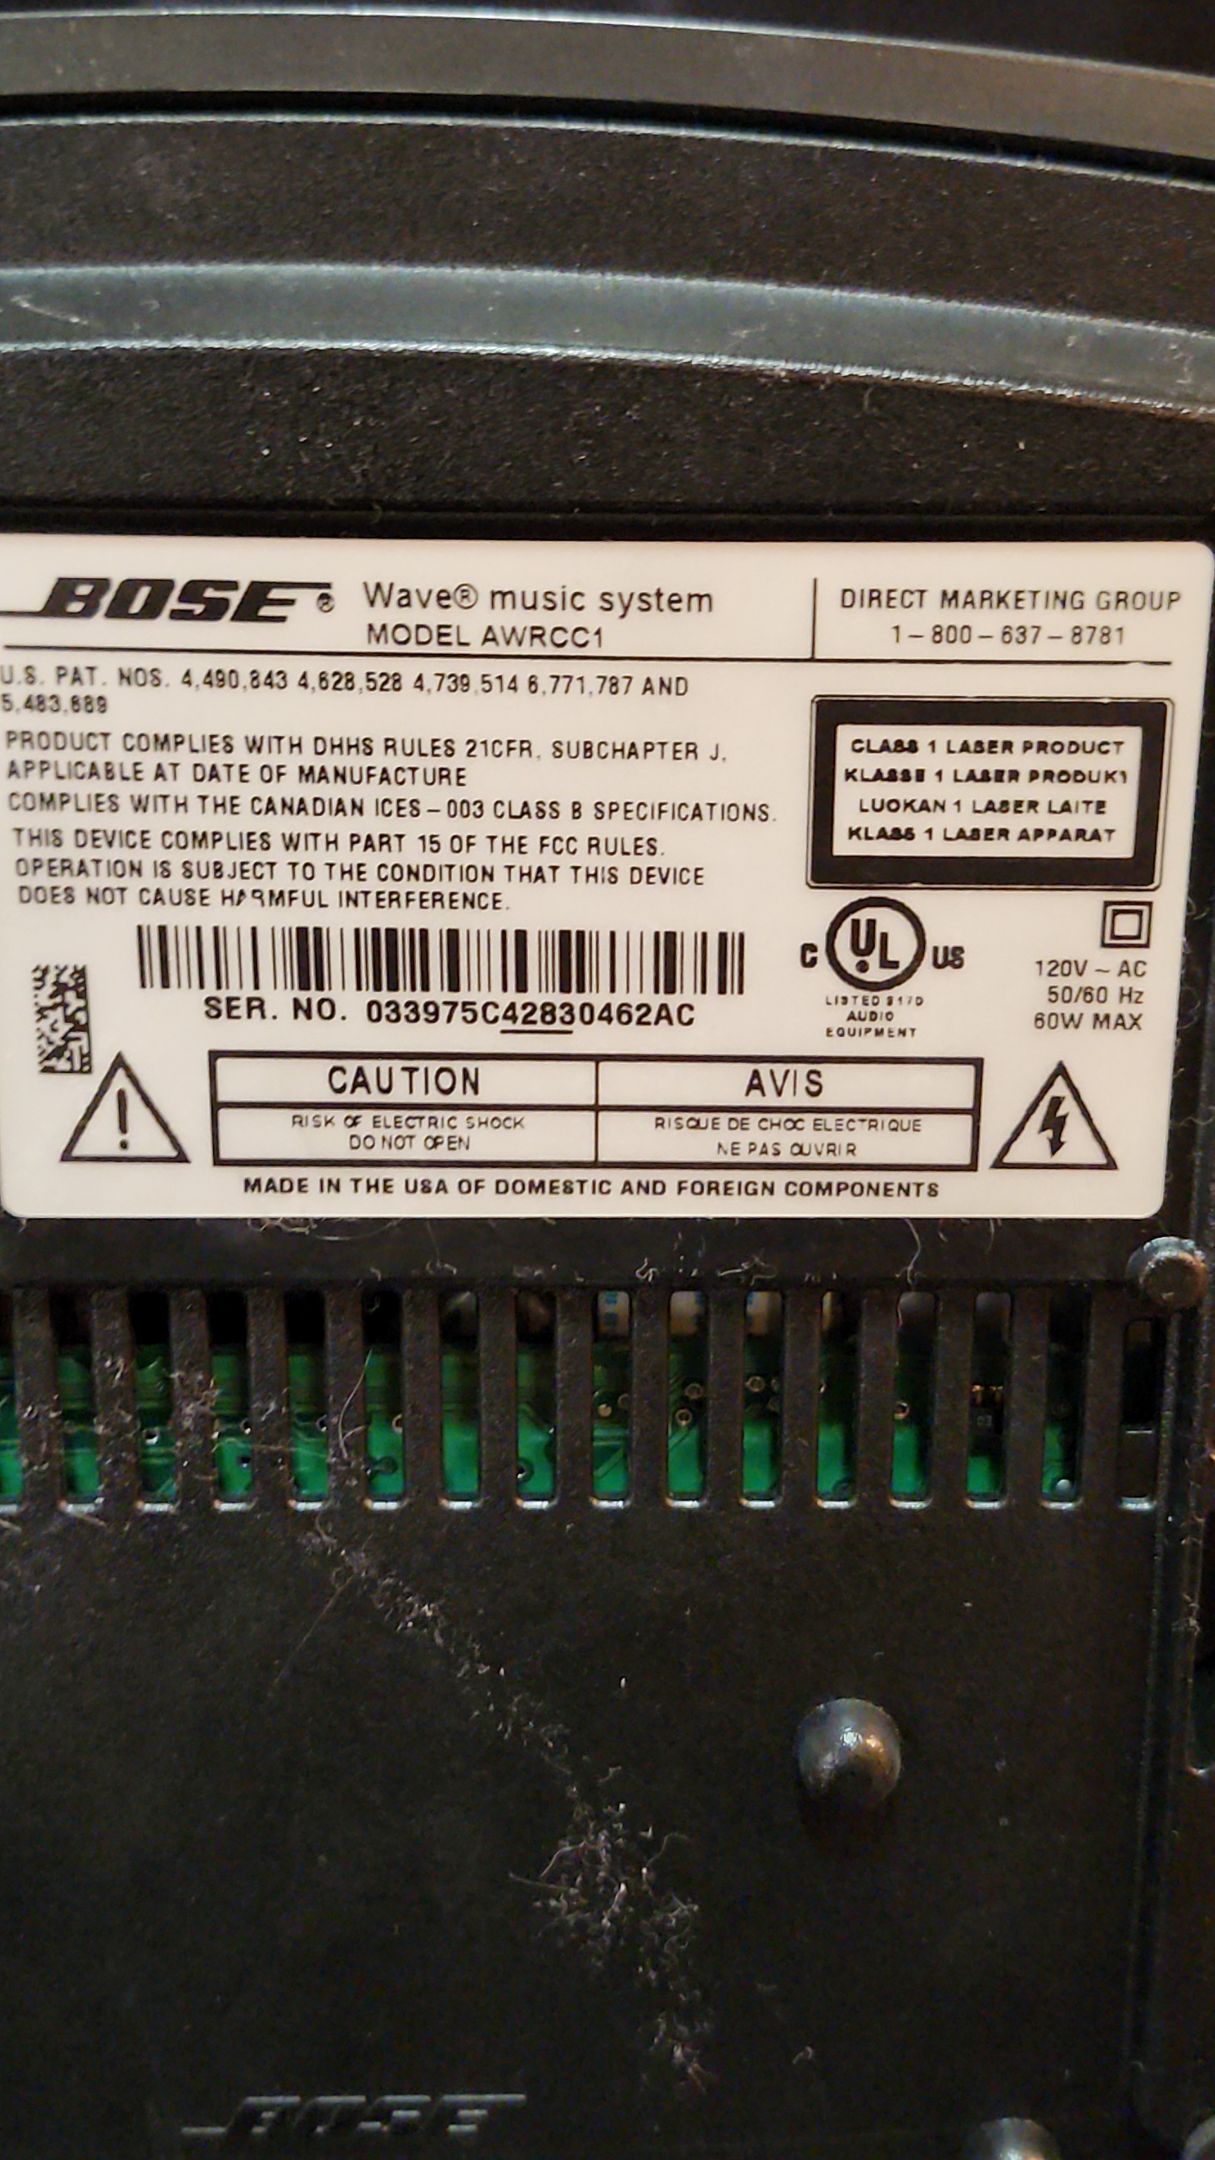 BOSE® Wave® music system
MODEL AWRCC1
DIRECT MARKETING GROUP
1-800-637-8781
U.S. PAT. NOS. 4,490,843 4,628,528 4,739,514 6,771,787 AND
5,483,689
PRODUCT COMPLIES WITH DHHS RULES 21CFR, SUBCHAPTER J,
APPLICABLE AT DATE OF MANUFACTURE
COMPLIES WITH THE CANADIAN ICES-003 CLASS B SPECIFICATIONS.
THIS DEVICE COMPLIES WITH PART 15 OF THE FCC RULES.
OPERATION IS SUBJECT TO THE CONDITION THAT THIS DEVICE
DOES NOT CAUSE HARMFUL INTERFERENCE.
CLASS 1 LASER PRODUCT
KLASSE 1 LASER PRODUKT
LUOKAN 1 LASER LAITE
KLASS 1 LASER APPARAT
SER. NO. 033975C42830462AC
C UL US
LISTED 917D
AUDIO
EQUIPMENT
120V ~ AC
50/60 Hz
60W MAX
CAUTION
RISK OF ELECTRIC SHOCK
DO NOT OPEN
AVIS
RISQUE DE CHOC ELECTRIQUE
NE PAS OUVRIR
MADE IN THE USA OF DOMESTIC AND FOREIGN COMPONENTS
BOSE